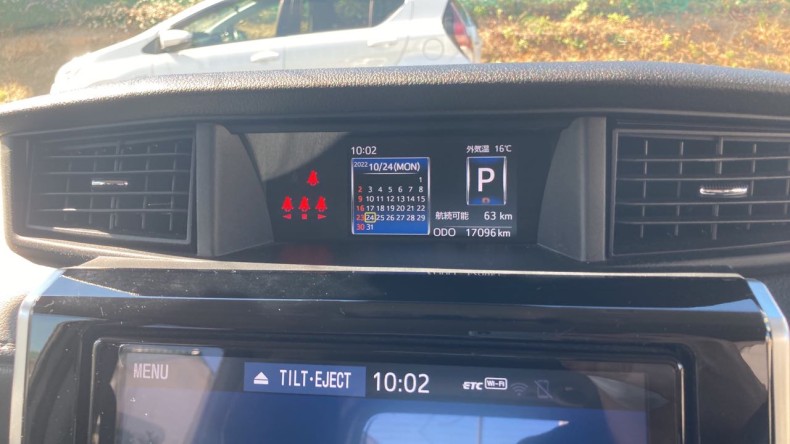 10:02
2022 10/24(MON)
1
2 3 4 5 6 7 8
9 10 11 12 13 14 15
16 17 18 19 20 21 22
23 24 25 26 27 28 29
30 31
外気温 16℃
P
航続可能 63 km
ODO 17096 km
MENU
TILT·EJECT
10:02
ETC Wi-Fi